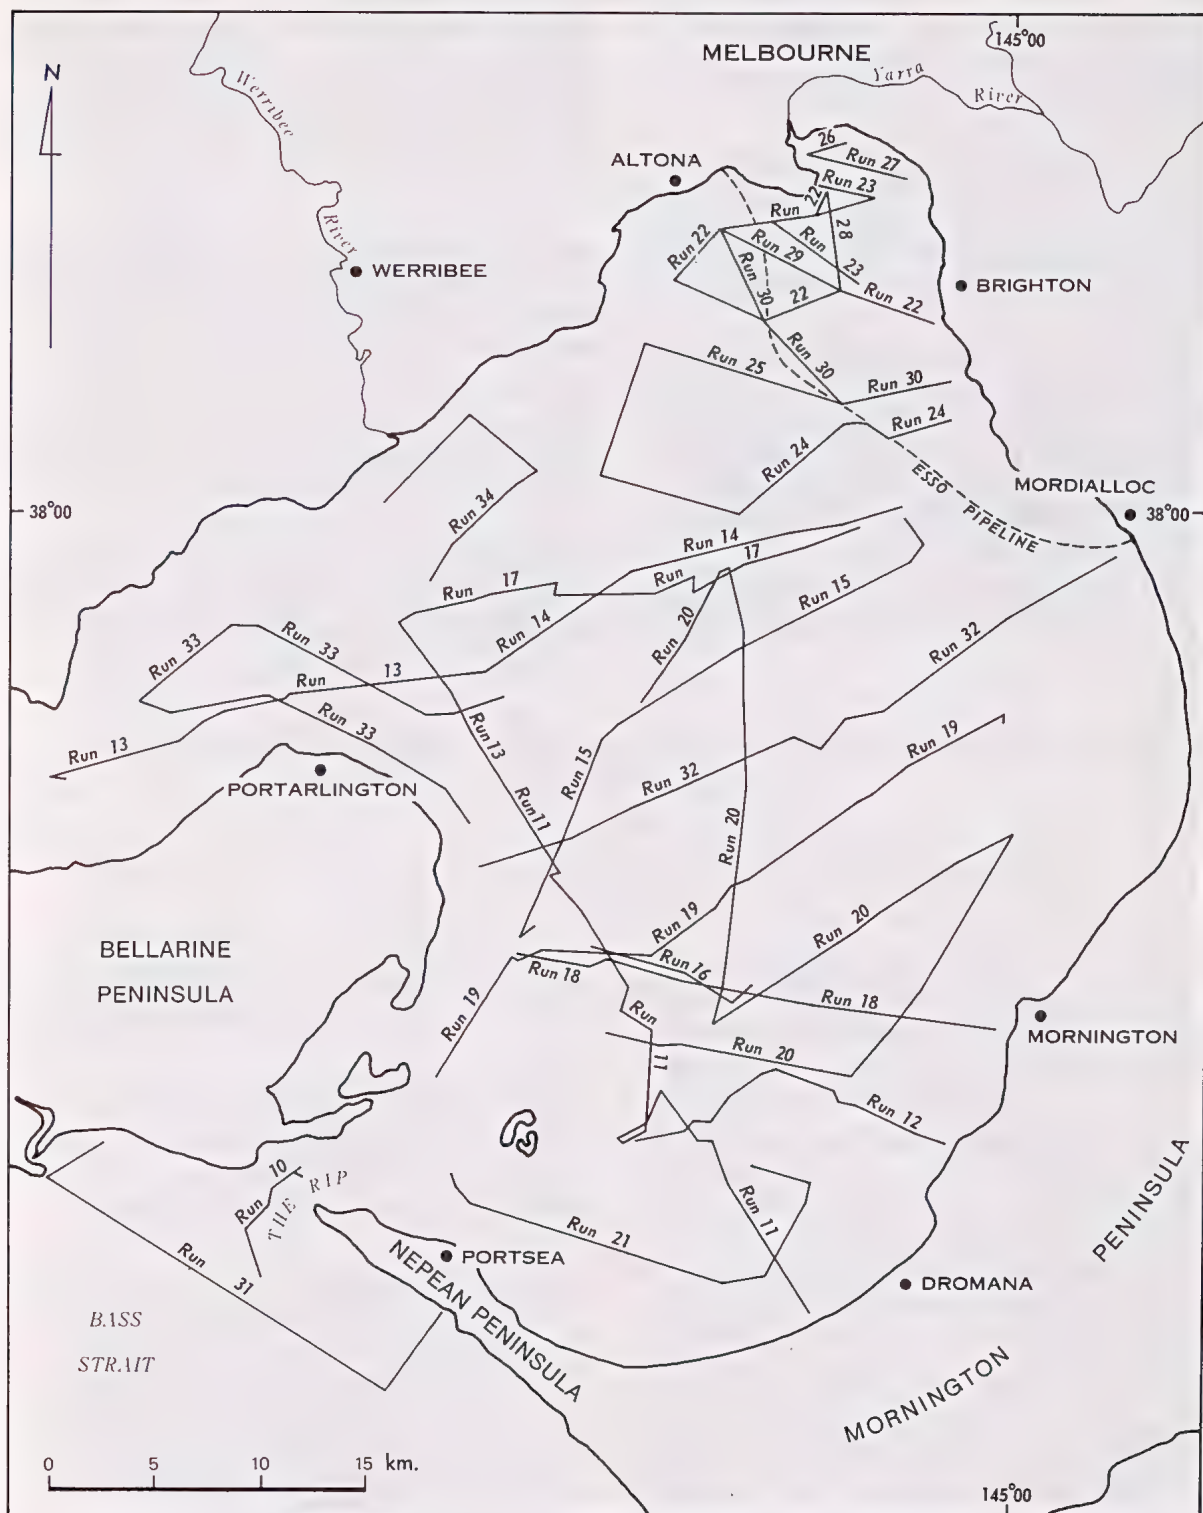 145°00
MELBOURNE
N
Werribee
River
Yarra
River
ALTONA
26
Run 27
Run 23
22
Run
28
Run 22
Run 29
Run
23
WERRIBEE
BRIGHTON
Run
30
22
Run 22
Run 25
Run 30
Run 30
Run 24
Run 24
ESSO PIPELINE
MORDIALLOC
38°00
38°00
Run 34
Run 14
17
Run 17
Run
Run 15
Run 14
Run 20
Run 32
Run 33
Run 33
Run 13
Run 33
Run 13
Run 13
Run 19
PORTARLINGTON
Run 15
Run 32
Run 11
Run 20
BELLARINE
PENINSULA
Run 19
Run 20
Run 18
Run 16
Run 19
Run 18
Run
11
MORNINGTON
Run 20
Run 12
Run 10
THE RIP
Run 11
Run 21
PORTSEA
NEPEAN PENINSULA
DROMANA
Run 31
BASS
STRAIT
MORNINGTON
PENINSULA
0 5 10 15 km.
145°00